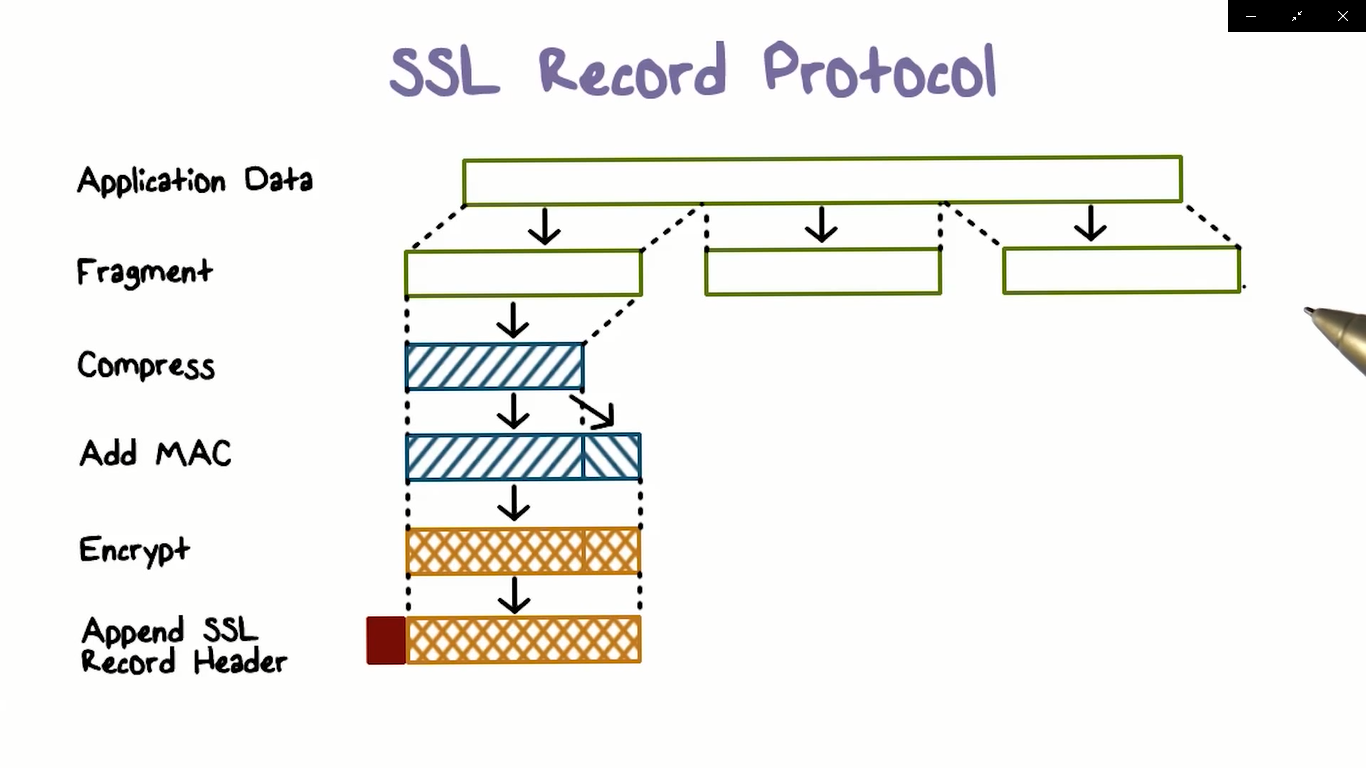 SSL Record Protocol
Application Data
Fragment
Compress
Add MAC
Encrypt
Append SSL
Record Header